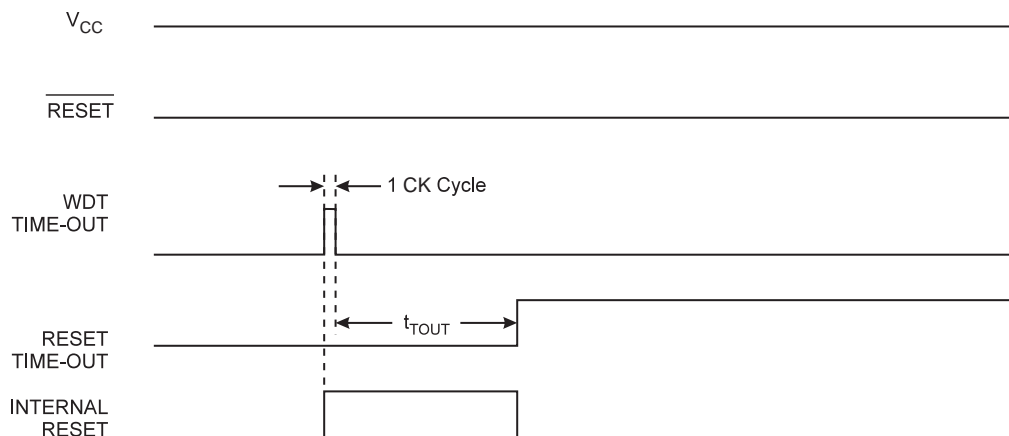 VCC
RESET
1 CK Cycle
WDT
TIME-OUT
tTOUT
RESET
TIME-OUT
INTERNAL
RESET